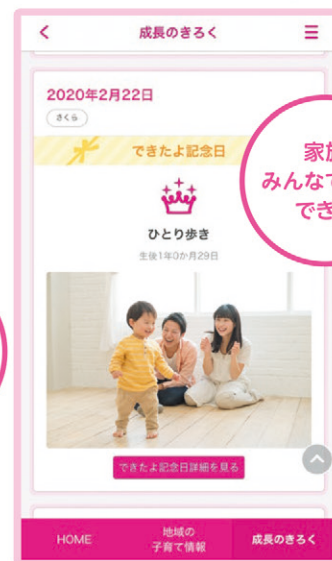 成長のきろく
2020年2月22日
さくら
できたよ記念日
家族
みんなで
でき
ひとり歩き
生後1年0か月29日
できたよ記念日詳細を見る
HOME
地域の
子育て情報
成長のきろく